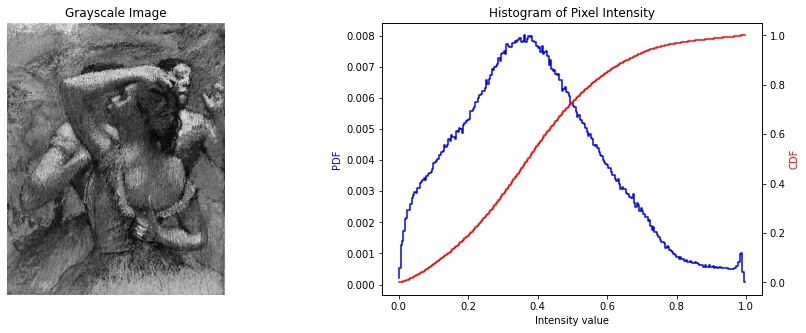 Grayscale Image
Histogram of Pixel Intensity
0.008
0.007
0.006
0.005
0.004
0.003
0.002
0.001
0.000
PDF
1.0
0.8
0.6
0.4
0.2
0.0
CDF
0.0 0.2 0.4 0.6 0.8 1.0
Intensity value